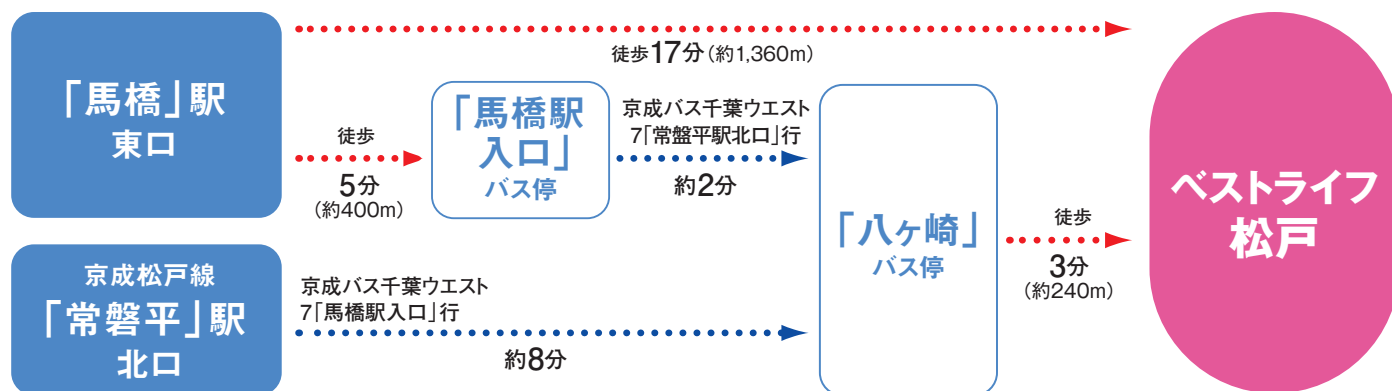 「馬橋」駅
東口
徒歩17分(約1,360m)
徒歩
5分
(約400m)
「馬橋駅
入口」
バス停
京成バス千葉ウエスト
7「常盤平駅北口」行
約2分
京成松戸線
「常磐平」駅
北口
京成バス千葉ウエスト
7「馬橋駅入口」行
約8分
「八ヶ崎」
バス停
徒歩
3分
(約240m)
ベストライフ
松戸